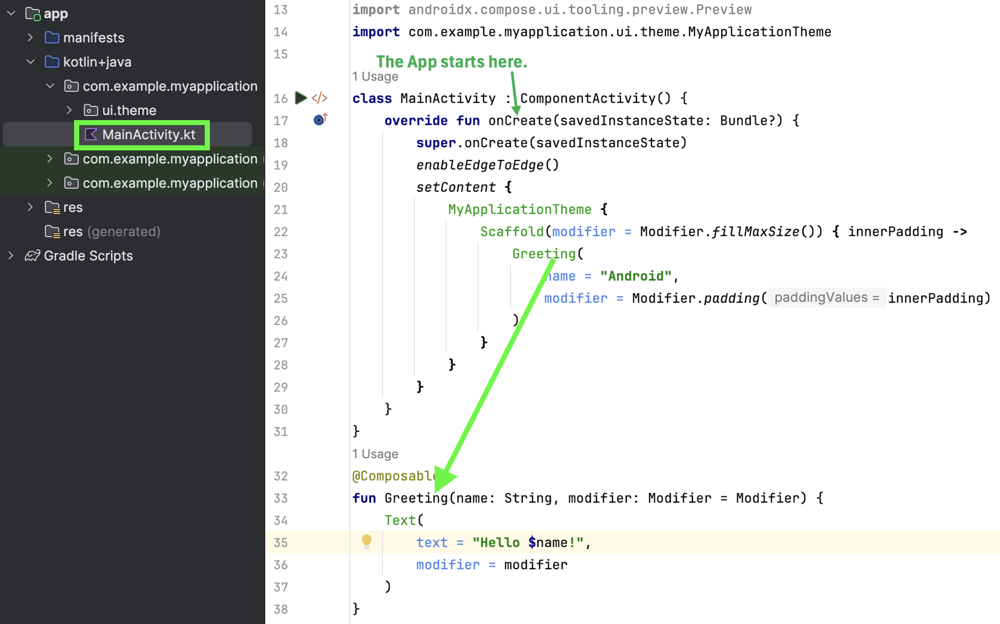 app
manifests
kotlin+java
com.example.myapplication
ui.theme
MainActivity.kt
com.example.myapplication (
com.example.myapplication (
res
res (generated)
Gradle Scripts
13 import androidx.compose.ui.tooling.preview.Preview
14 import com.example.myapplication.ui.theme.MyApplicationTheme
15
The App starts here.
1 Usage
16 </> class MainActivity : ComponentActivity() {
17 override fun onCreate(savedInstanceState: Bundle?) {
18 super.onCreate(savedInstanceState)
19 enableEdgeToEdge()
20 setContent {
21 MyApplicationTheme {
22 Scaffold(modifier = Modifier.fillMaxSize()) { innerPadding ->
23 Greeting(
24 name = "Android",
25 modifier = Modifier.padding( paddingValues = innerPadding)
26 )
27 }
28 }
29 }
30 }
31 }
1 Usage
32 @Composable
33 fun Greeting(name: String, modifier: Modifier = Modifier) {
34 Text(
35 text = "Hello $name!",
36 modifier = modifier
37 )
38 }